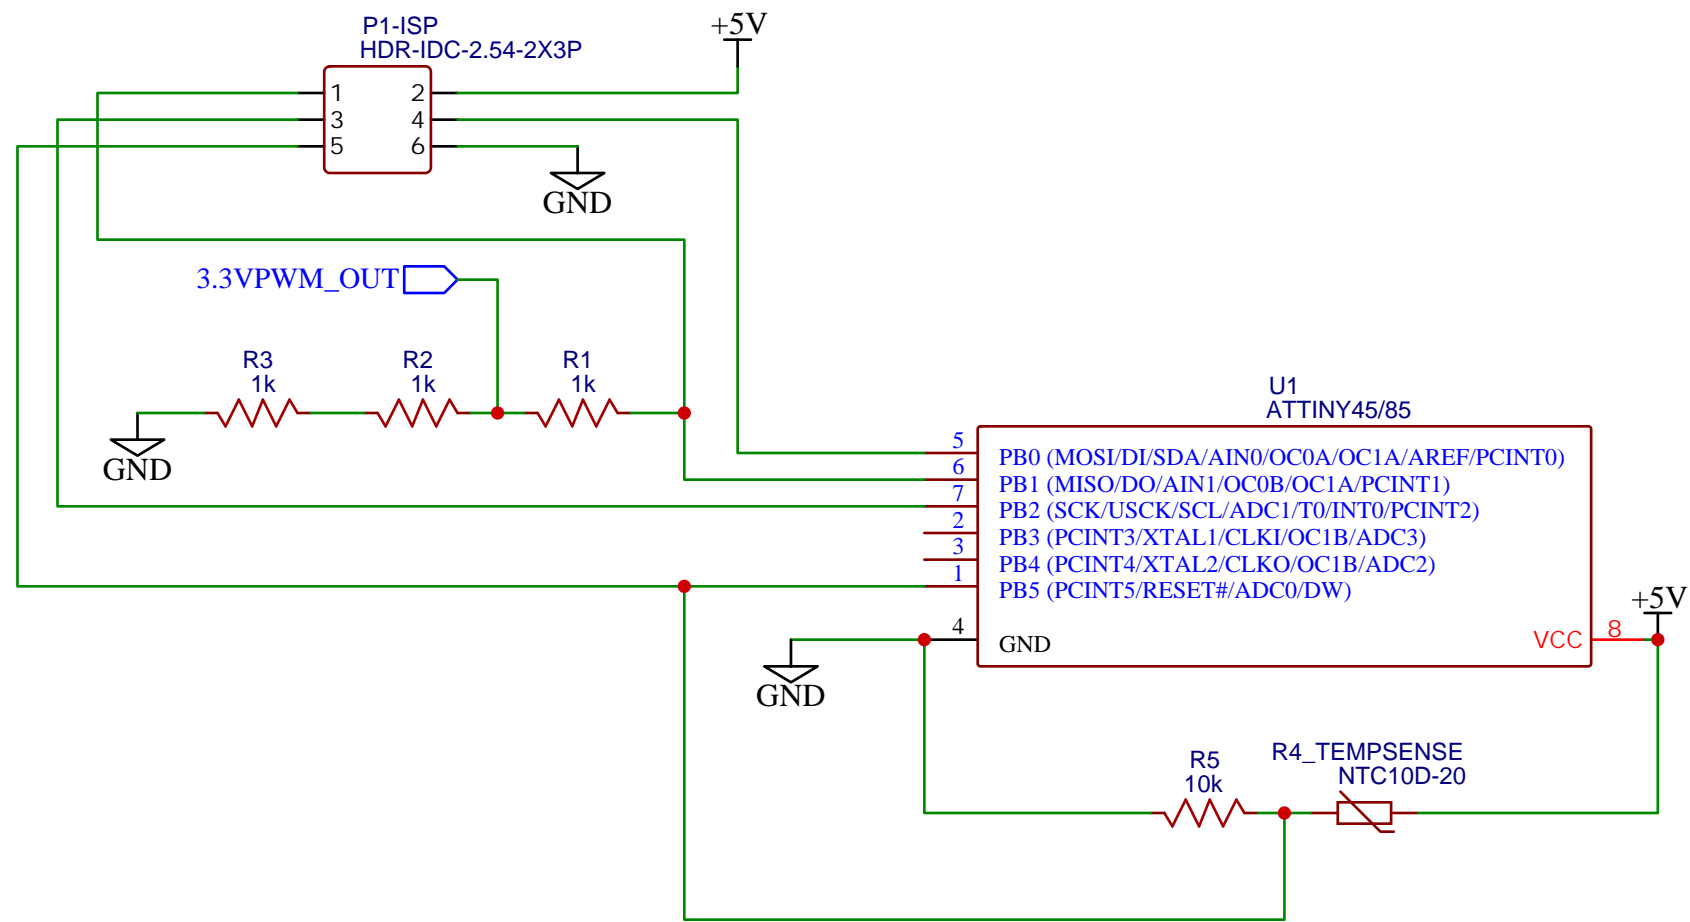 P1-ISP
HDR-IDC-2.54-2X3P
+5V
1 2
3 4
5 6
GND
3.3VPWM_OUT
R3
1k
R2
1k
R1
1k
GND
U1
ATTINY45/85
5 PB0 (MOSI/DI/SDA/AIN0/OC0A/OC1A/AREF/PCINT0)
6 PB1 (MISO/DO/AIN1/OC0B/OC1A/PCINT1)
7 PB2 (SCK/USCK/SCL/ADC1/T0/INT0/PCINT2)
2 PB3 (PCINT3/XTAL1/CLKI/OC1B/ADC3)
3 PB4 (PCINT4/XTAL2/CLKO/OC1B/ADC2)
1 PB5 (PCINT5/RESET#/ADC0/DW)
4 GND
VCC 8
+5V
GND
R5
10k
R4_TEMPSENSE
NTC10D-20